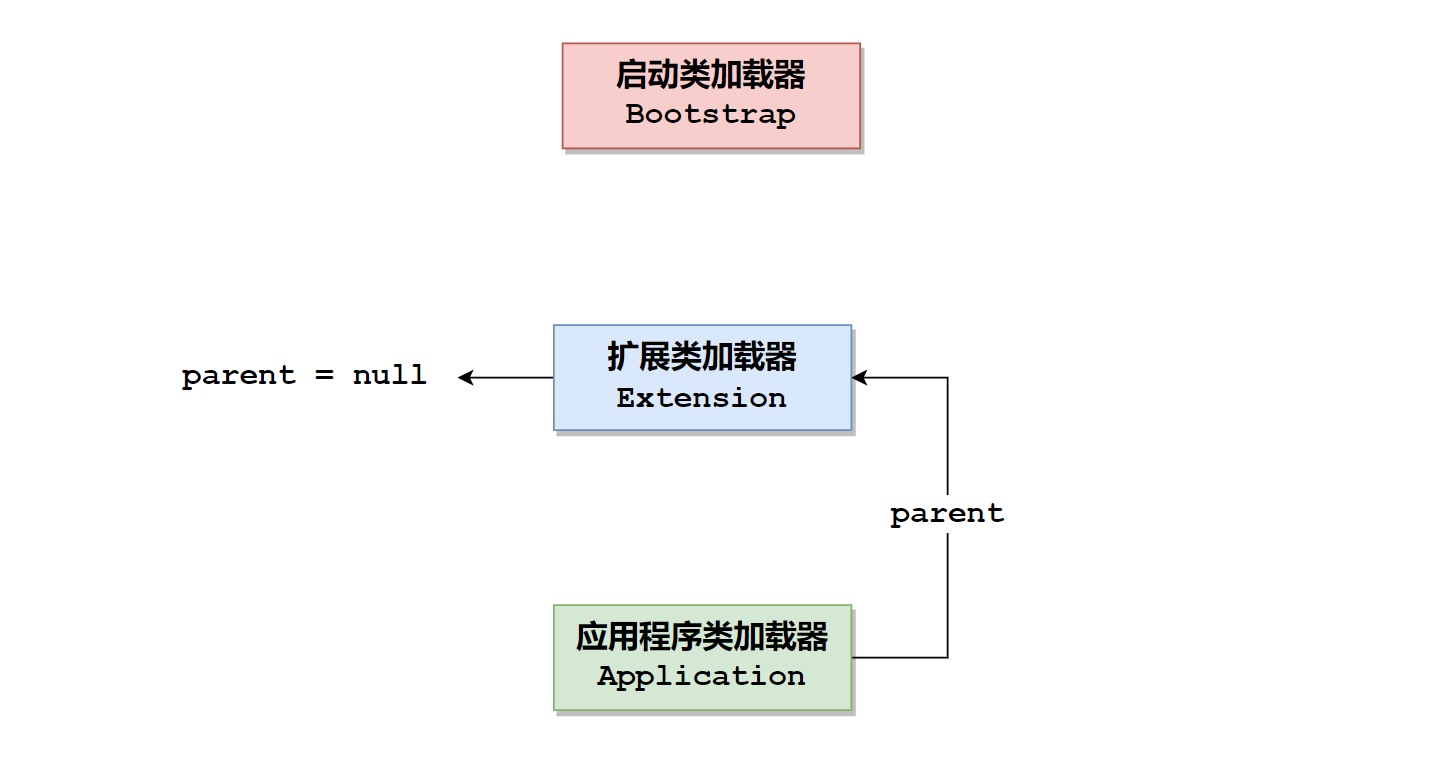 启动类加载器
Bootstrap
扩展类加载器
parent = null
Extension
parent
应用程序类加载器
Application